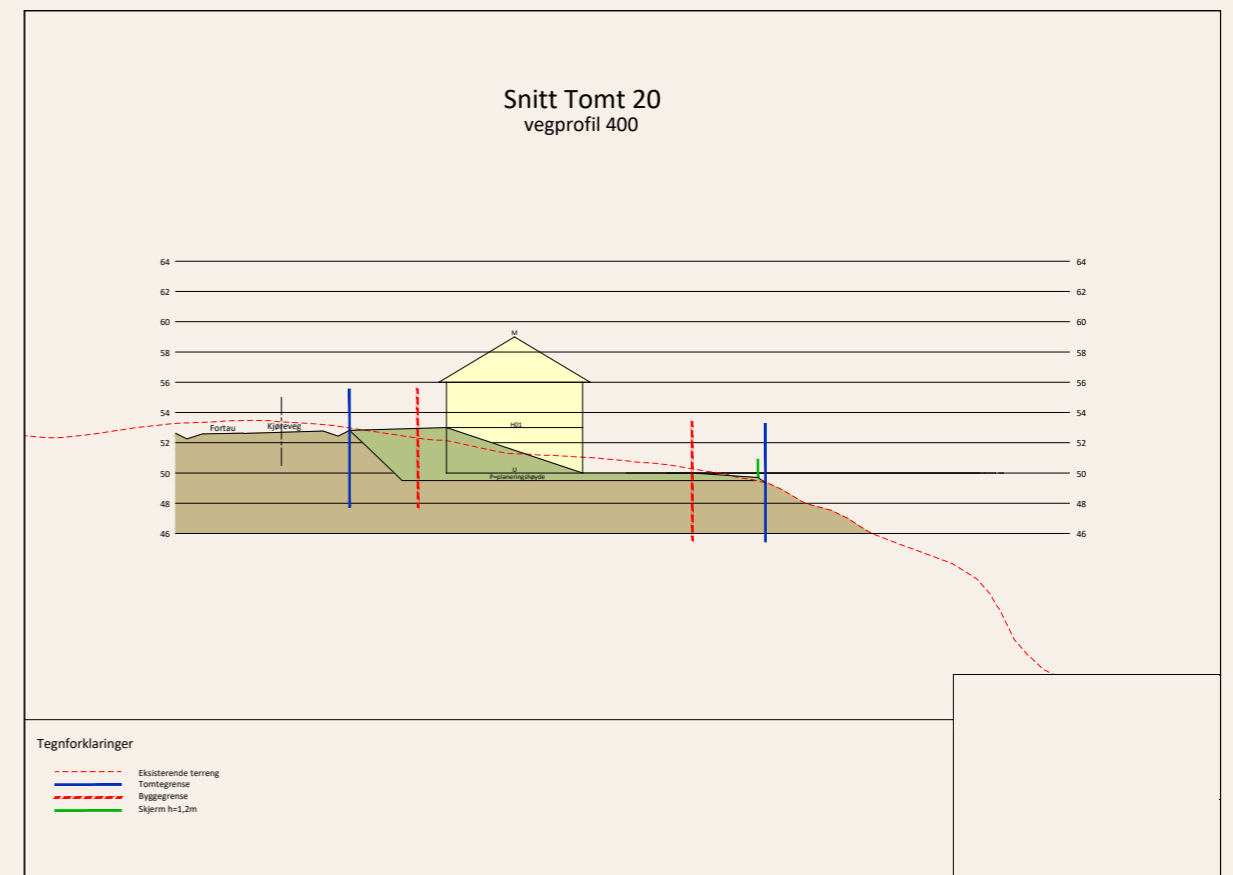 Snitt Tomt 20
vegprofil 400
64 64
62 62
60 60
M
58 58
56 56
54 54
Fortau Kjøreveg H01
52 52
U
50 50
P=planeringshøyde
48 48
46 46
Tegnforklaringer
Eksisterende terreng
Tomtegrense
Byggegrense
Skjerm h=1,2m